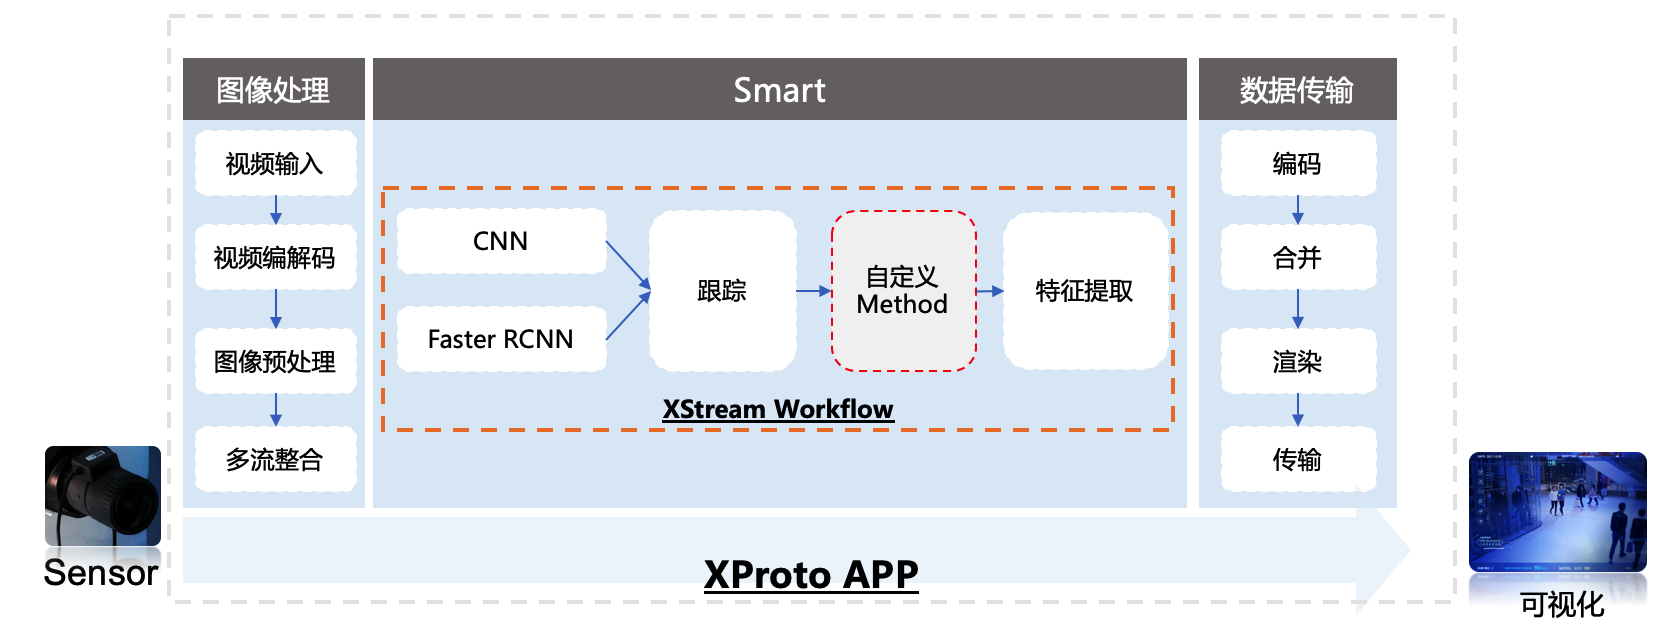 图像处理
视频输入
视频编解码
图像预处理
多流整合
Smart
CNN
Faster RCNN
跟踪
自定义
Method
特征提取
XStream Workflow
数据传输
编码
合并
渲染
传输
Sensor
XProto APP
可视化